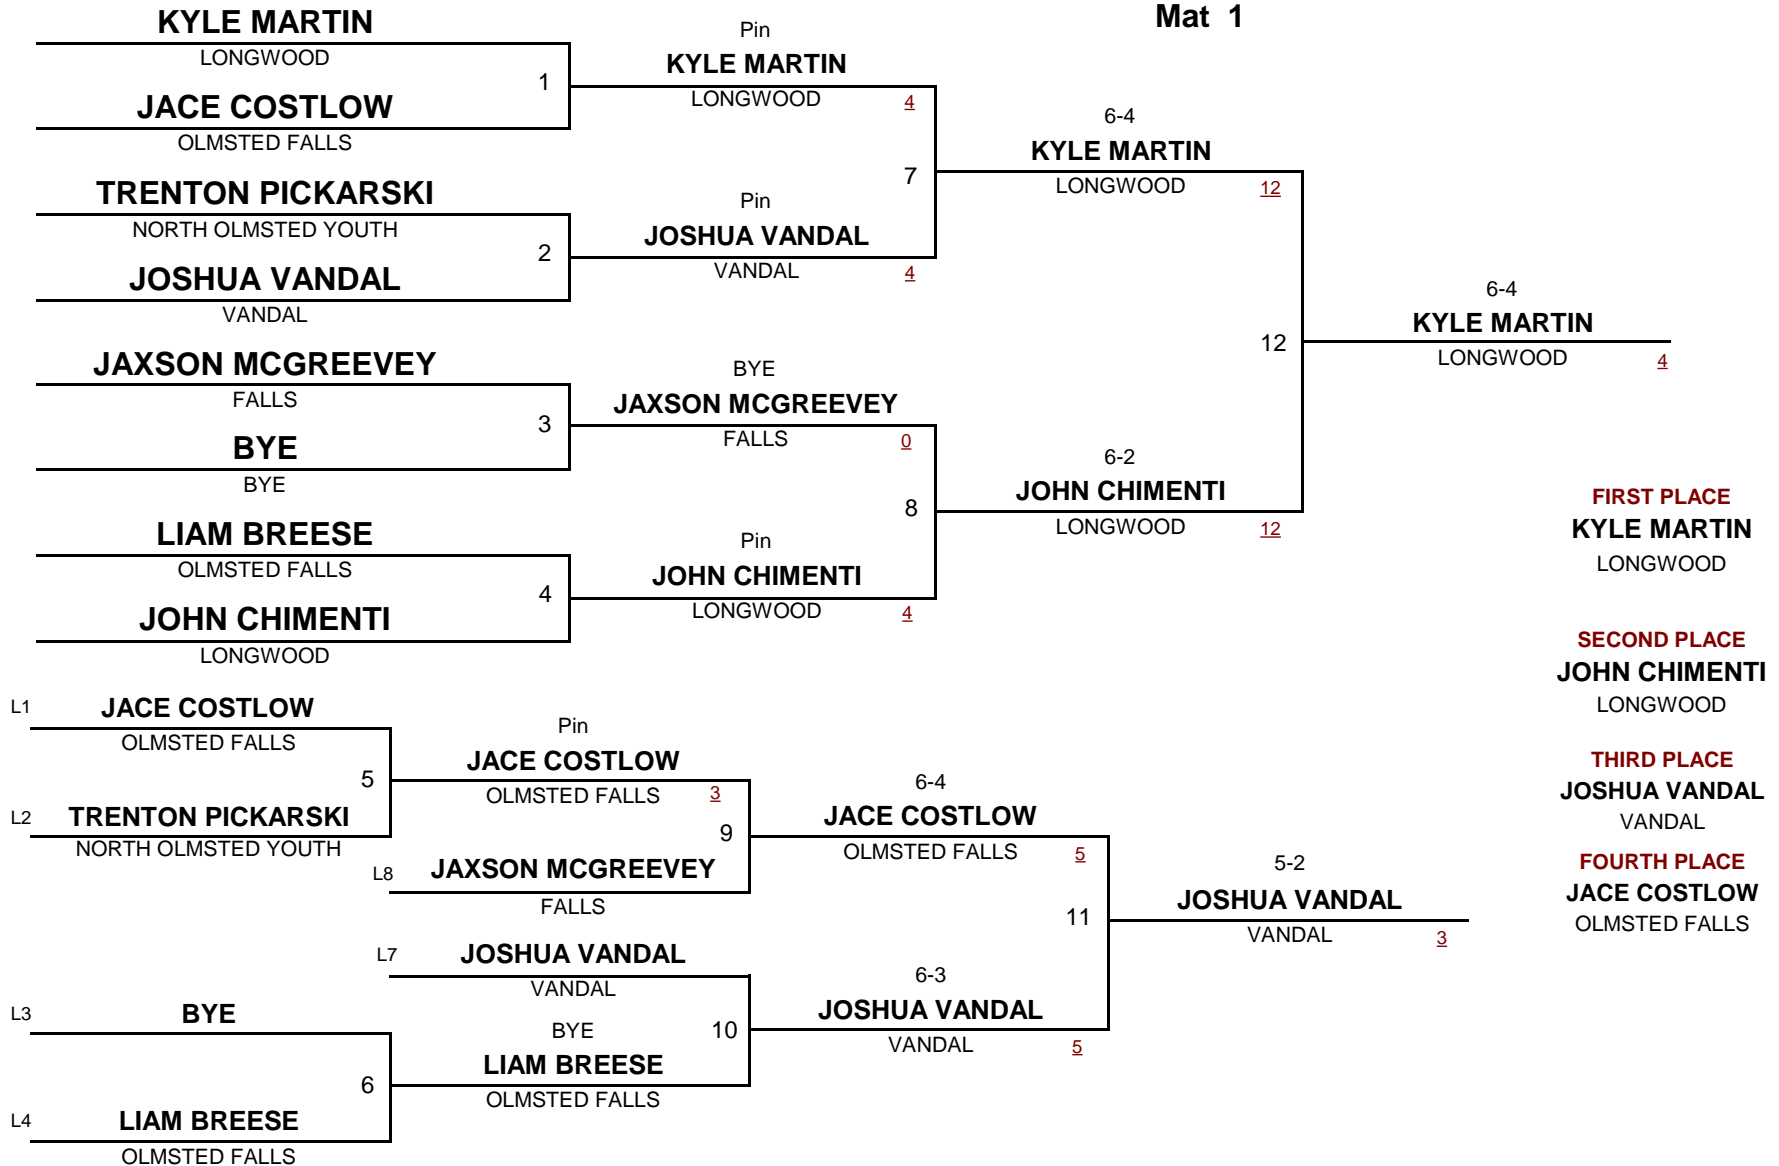 Mat 1
KYLE MARTIN
LONGWOOD
1
JACE COSTLOW
OLMSTED FALLS
TRENTON PICKARSKI
NORTH OLMSTED YOUTH
2
JOSHUA VANDAL
VANDAL
JAXSON MCGREEVEY
FALLS
3
BYE
BYE
LIAM BREESE
OLMSTED FALLS
4
JOHN CHIMENTI
LONGWOOD
Pin
KYLE MARTIN
LONGWOOD 4
7
Pin
JOSHUA VANDAL
VANDAL 4
BYE
JAXSON MCGREEVEY
FALLS 0
8
Pin
JOHN CHIMENTI
LONGWOOD 4
6-4
KYLE MARTIN
LONGWOOD 12
12
6-2
JOHN CHIMENTI
LONGWOOD 12
6-4
KYLE MARTIN
LONGWOOD 4
FIRST PLACE
KYLE MARTIN
LONGWOOD
SECOND PLACE
JOHN CHIMENTI
LONGWOOD
THIRD PLACE
JOSHUA VANDAL
VANDAL
FOURTH PLACE
JACE COSTLOW
OLMSTED FALLS
L1 JACE COSTLOW
OLMSTED FALLS
5
L2 TRENTON PICKARSKI
NORTH OLMSTED YOUTH
L3 BYE
6
L4 LIAM BREESE
OLMSTED FALLS
Pin
JACE COSTLOW
OLMSTED FALLS 3
9
L8 JAXSON MCGREEVEY
FALLS
L7 JOSHUA VANDAL
VANDAL
BYE 10
LIAM BREESE
OLMSTED FALLS
6-4
JACE COSTLOW
OLMSTED FALLS 5
11
6-3
JOSHUA VANDAL
VANDAL 5
5-2
JOSHUA VANDAL
VANDAL 3